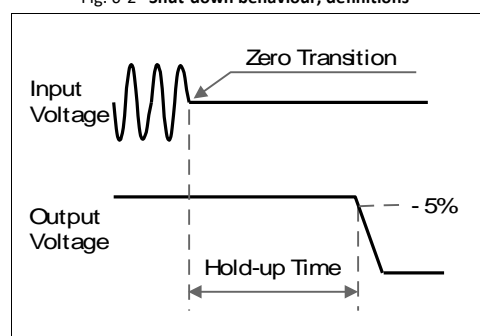 Fig. 6-2 Shut-down behaviour, definitions
Zero Transition
Input
Voltage
- 5%
Output
Voltage
Hold-up Time